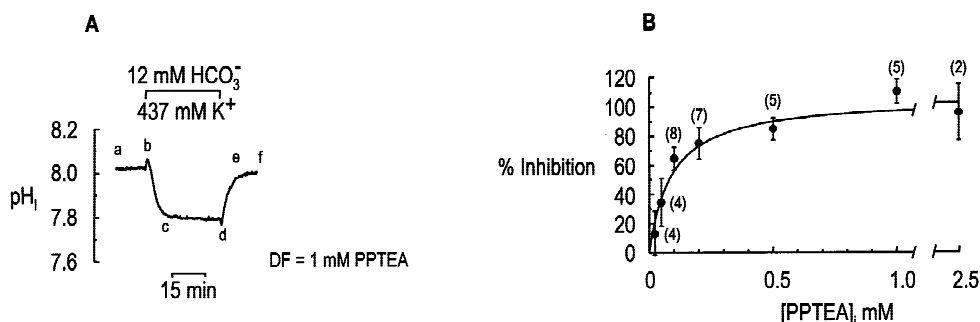 A
12 mM HCO₃⁻
437 mM K⁺
8.2
8.0
7.8
7.6
pHI
a
b
c
d
e
f
DF = 1 mM PPTEA
15 min
B
120
100
80
60
40
20
0
% Inhibition
(4)
(4)
(8)
(7)
(5)
(5)
(2)
0
0.5
1.0
2.5
[PPTEA]i mM